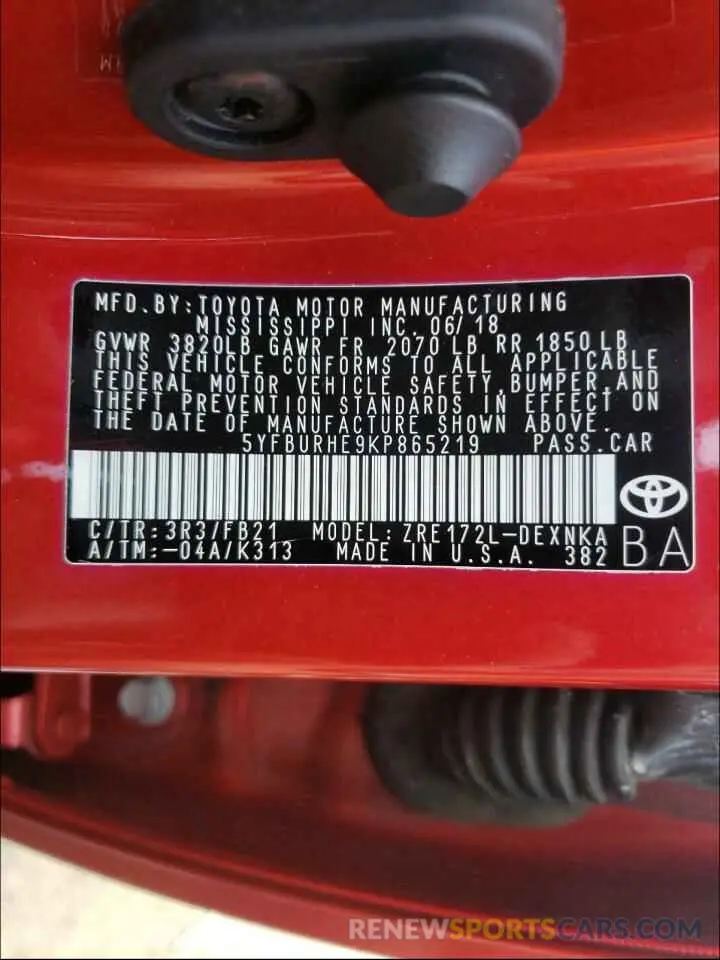 MFD.BY:TOYOTA MOTOR MANUFACTURING
MISSISSIPPI INC. 06/18
GVWR 3820LB GAWR FR 2070 LB RR 1850 LB
THIS VEHICLE CONFORMS TO ALL APPLICABLE
FEDERAL MOTOR VEHICLE SAFETY,BUMPER,AND
THEFT PREVENTION STANDARDS IN EFFECT ON
THE DATE OF MANUFACTURE SHOWN ABOVE.
5YFBURHE9KP865219 PASS.CAR
C/TR:3R3/FB21 MODEL:ZRE172L-DEXNKA
A/TM:-04A/K313 MADE IN U.S.A. 382 BA
RENEWSPORTSCARS.COM